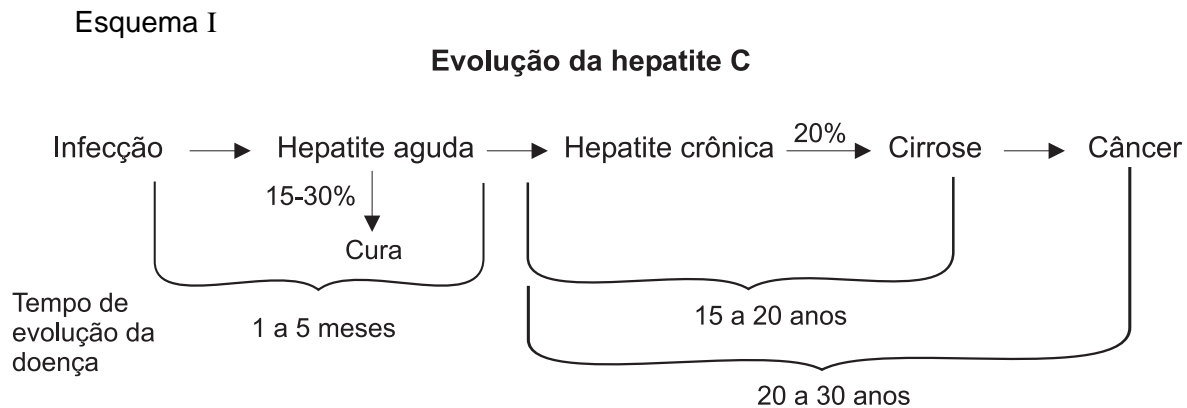 Esquema I
Evolução da hepatite C
Infecção Hepatite aguda Hepatite crônica 20% Cirrose Câncer
15-30%
Cura
Tempo de
evolução da
doença
1 a 5 meses
15 a 20 anos
20 a 30 anos